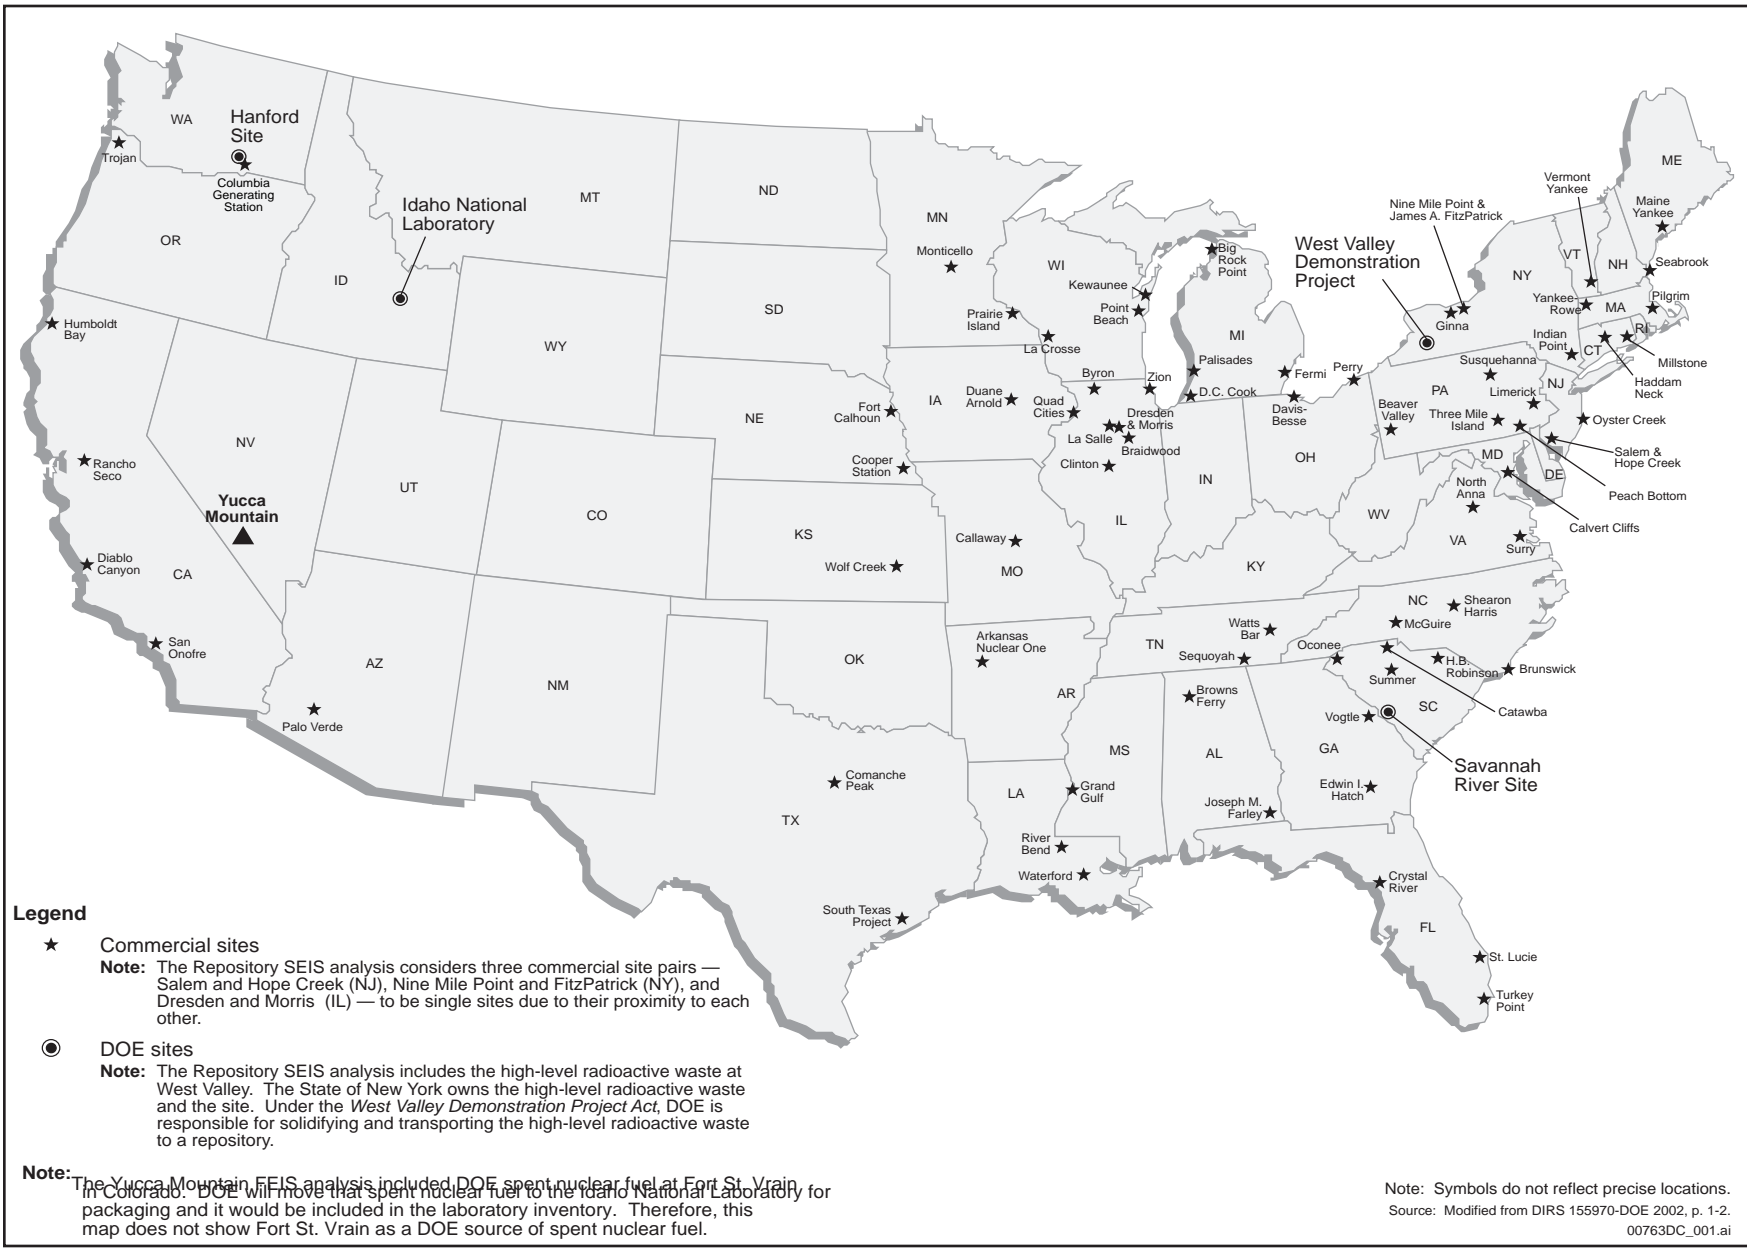 WA
Hanford
Site
Trojan
Columbia
Generating
Station
OR
Idaho National
Laboratory
ID
MT
ND
MN
Monticello
SD
WY
Humboldt
Bay
NV
Rancho
Seco
Yucca
Mountain
Diablo
Canyon
CA
San
Onofre
UT
CO
AZ
Palo Verde
NM
NE
Fort
Calhoun
Cooper
Station
KS
Wolf Creek
OK
TX
Comanche
Peak
South Texas
Project
WI
Kewaunee
Point
Beach
Prairie
Island
La Crosse
IA
Duane
Arnold
Byron
Zion
Quad
Cities
Dresden
& Morris
La Salle
Braidwood
Clinton
IL
Callaway
MO
Arkansas
Nuclear One
AR
LA
Grand
Gulf
River
Bend
Waterford
MS
Big
Rock
Point
MI
Palisades
D.C. Cook
Fermi
Perry
Davis-
Besse
IN
OH
KY
WV
TN
Watts
Bar
Sequoyah
Browns
Ferry
AL
Joseph M.
Farley
GA
Vogtle
Edwin I.
Hatch
Oconee
NC
Shearon
Harris
McGuire
H.B.
Robinson
Brunswick
Summer
SC
Catawba
Savannah
River Site
Crystal
River
FL
St. Lucie
Turkey
Point
West Valley
Demonstration
Project
Nine Mile Point &
James A. FitzPatrick
Vermont
Yankee
ME
Maine
Yankee
VT
NH
NY
Seabrook
Yankee-
Rowe
MA
Pilgrim
Ginna
Indian
Point
CT
RI
Millstone
Haddam
Neck
Susquehanna
PA
NJ
Limerick
Beaver
Valley
Three Mile
Island
Oyster Creek
MD
DE
Salem &
Hope Creek
Peach Bottom
Calvert Cliffs
North
Anna
VA
Surry
Legend
Commercial sites
Note: The Repository SEIS analysis considers three commercial site pairs —
Salem and Hope Creek (NJ), Nine Mile Point and FitzPatrick (NY), and
Dresden and Morris (IL) — to be single sites due to their proximity to each
other.
DOE sites
Note: The Repository SEIS analysis includes the high-level radioactive waste at
West Valley. The State of New York owns the high-level radioactive waste
and the site. Under the West Valley Demonstration Project Act, DOE is
responsible for solidifying and transporting the high-level radioactive waste
to a repository.
Note: The Yucca Mountain FEIS analysis included DOE spent nuclear fuel at Fort St. Vrain
in Colorado. DOE will move that spent nuclear fuel to the Idaho National Laboratory for
packaging and it would be included in the laboratory inventory. Therefore, this
map does not show Fort St. Vrain as a DOE source of spent nuclear fuel.
Note: Symbols do not reflect precise locations.
Source: Modified from DIRS 155970-DOE 2002, p. 1-2.
00763DC_001.ai